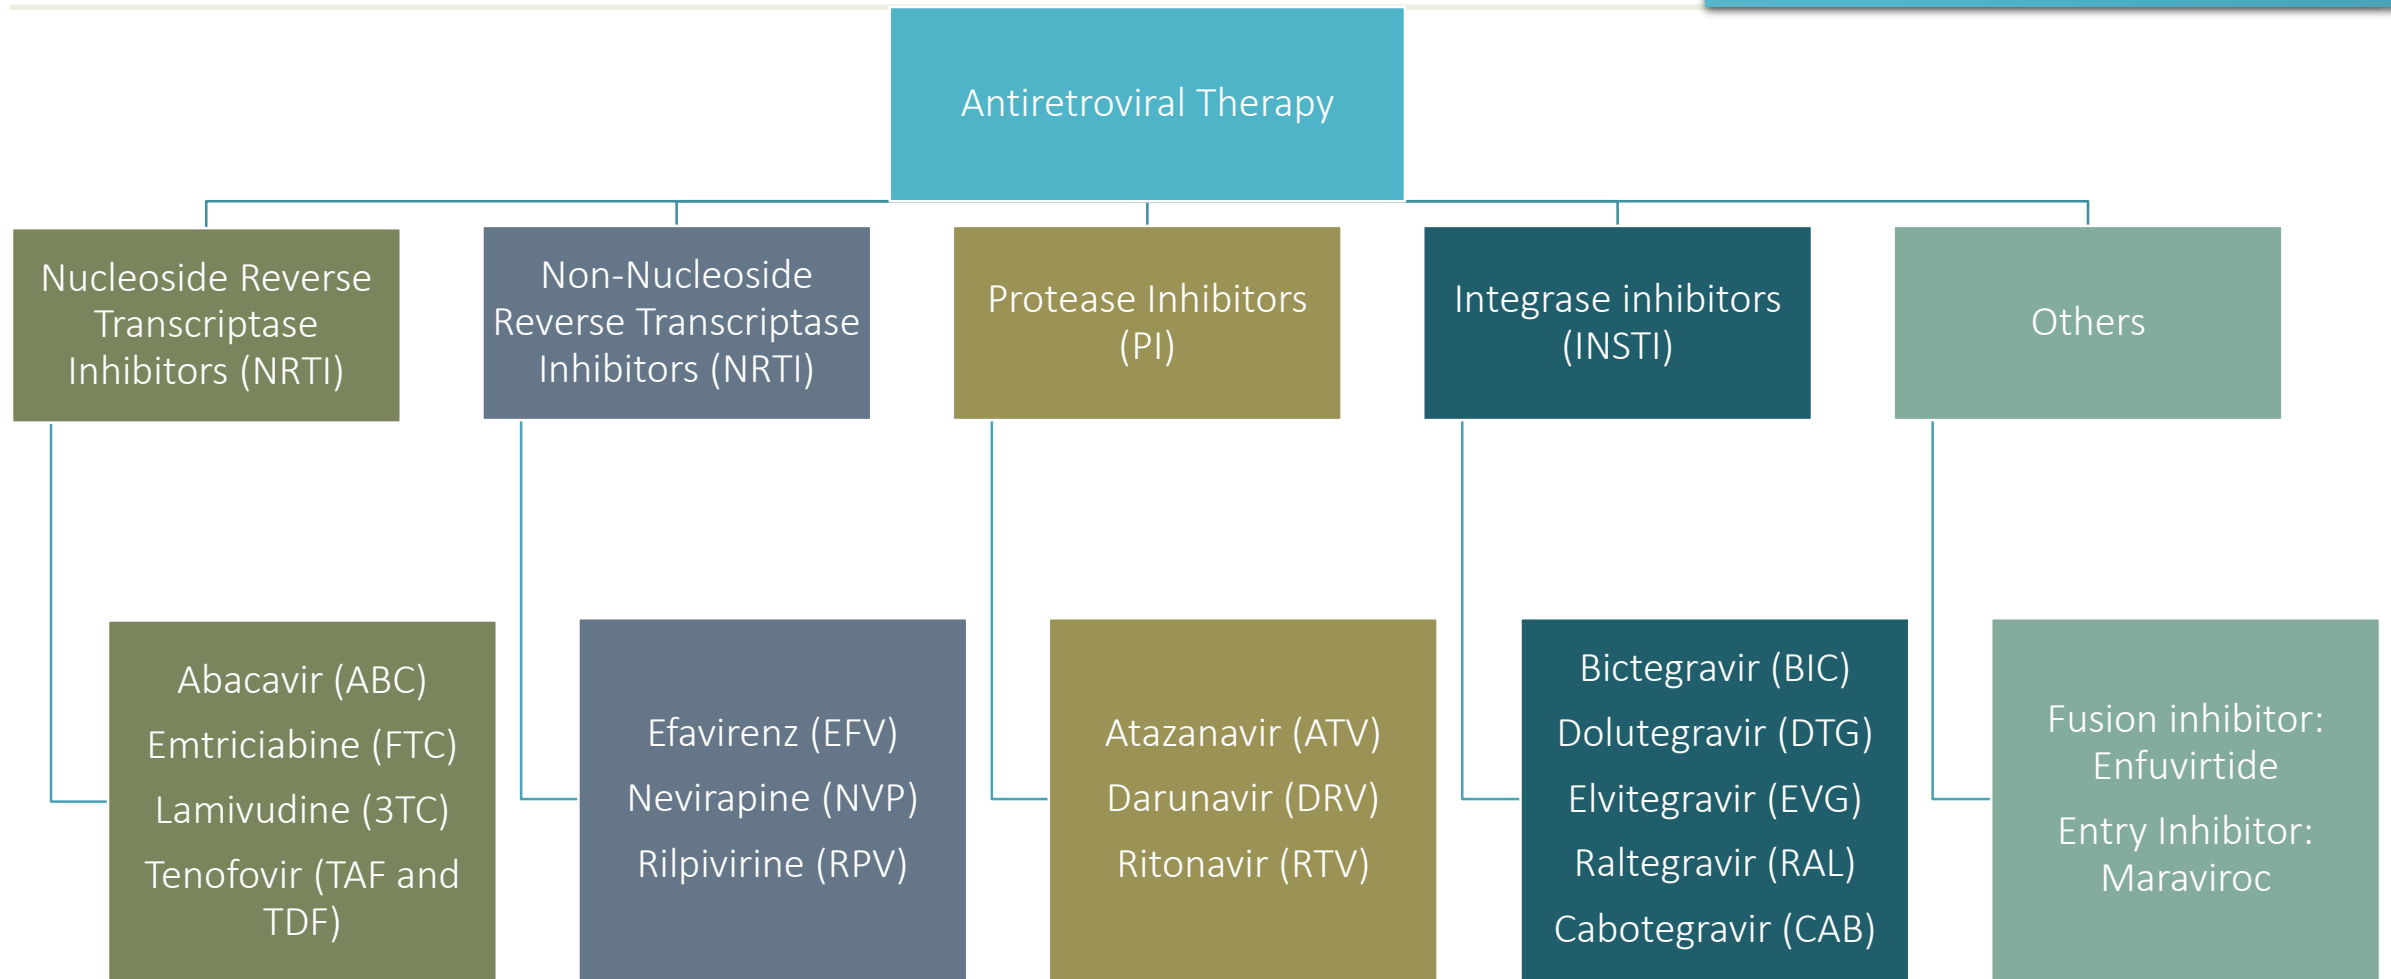 Antiretroviral Therapy
Nucleoside Reverse
Transcriptase
Inhibitors (NRTI)
Non-Nucleoside
Reverse Transcriptase
Inhibitors (NRTI)
Protease Inhibitors
(PI)
Integrase inhibitors
(INSTI)
Others
Abacavir (ABC)
Emtriciabine (FTC)
Lamivudine (3TC)
Tenofovir (TAF and
TDF)
Efavirenz (EFV)
Nevirapine (NVP)
Rilpivirine (RPV)
Atazanavir (ATV)
Darunavir (DRV)
Ritonavir (RTV)
Bictegravir (BIC)
Dolutegravir (DTG)
Elvitegravir (EVG)
Raltegravir (RAL)
Cabotegravir (CAB)
Fusion inhibitor:
Enfuvirtide
Entry Inhibitor:
Maraviroc